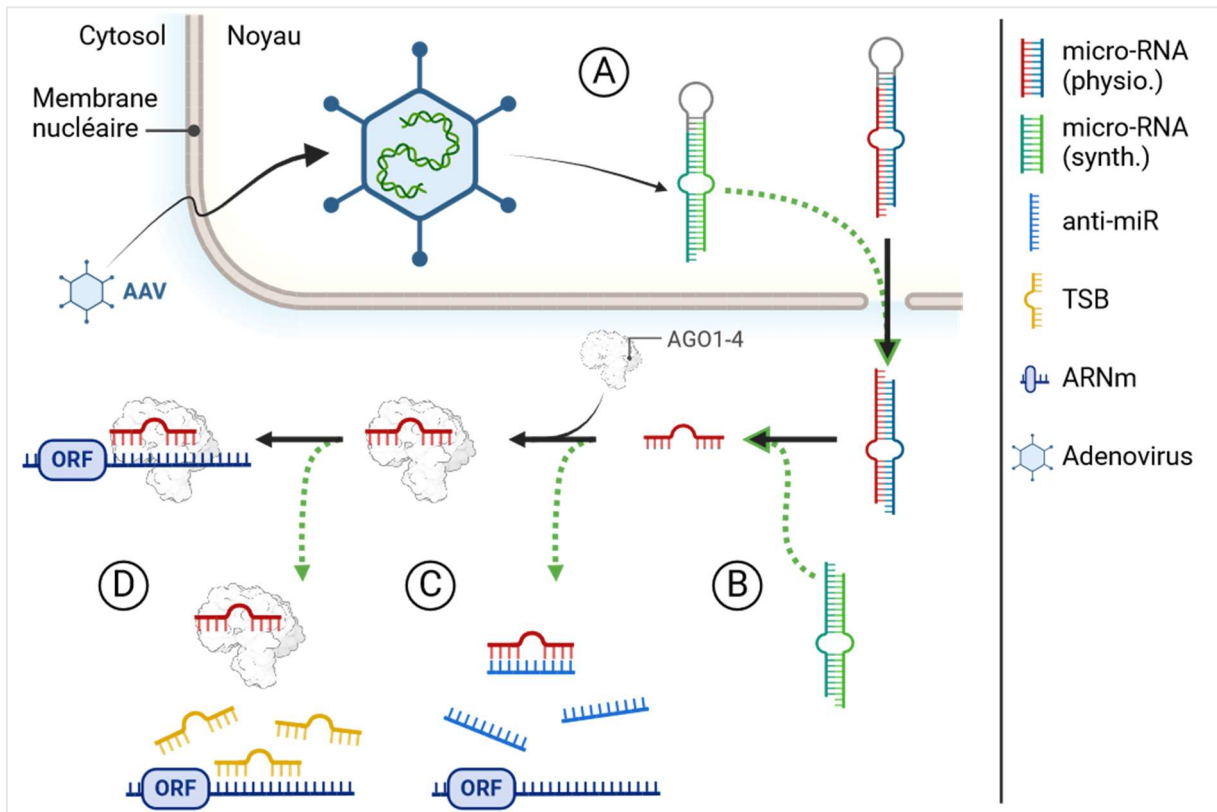 Cytosol
Noyau
Membrane
nucléaire
AAV
A
AGO1-4
ORF
D
C
B
ORF
ORF
micro-RNA
(physio.)
micro-RNA
(synth.)
anti-miR
TSB
ARNm
Adenovirus